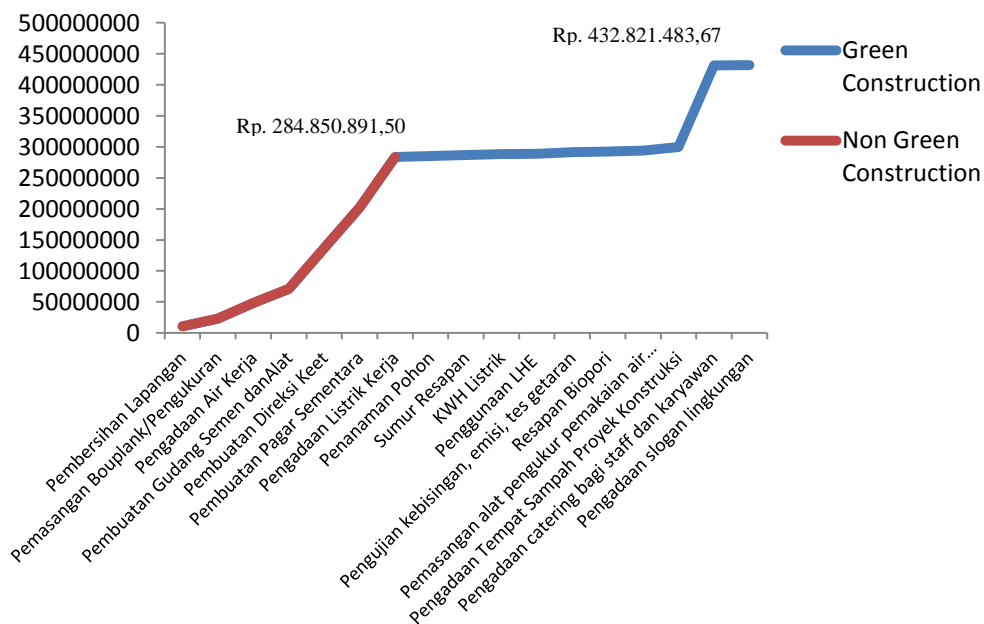 500000000
450000000
400000000
350000000
300000000
250000000
200000000
150000000
100000000
50000000
0
Rp. 432.821.483,67
Rp. 284.850.891,50
Green
Construction
Non Green
Construction
Pembersihan Lapangan
Pemasangan Bouplank/Pengukuran
Pengadaan Air Kerja
Pembuatan Gudang Semen danAlat
Pembuatan Direksi Keet
Pembuatan Pagar Sementara
Pengadaan Listrik Kerja
Penanaman Pohon
Sumur Resapan
KWH Listrik
Penggunaan LHE
Pengujian kebisingan, emisi, tes getaran
Resapan Biopori
Pemasangan alat pengukur pemakaian air...
Pengadaan Tempat Sampah Proyek Konstruksi
Pengadaan catering bagi staff dan karyawan
Pengadaan slogan lingkungan